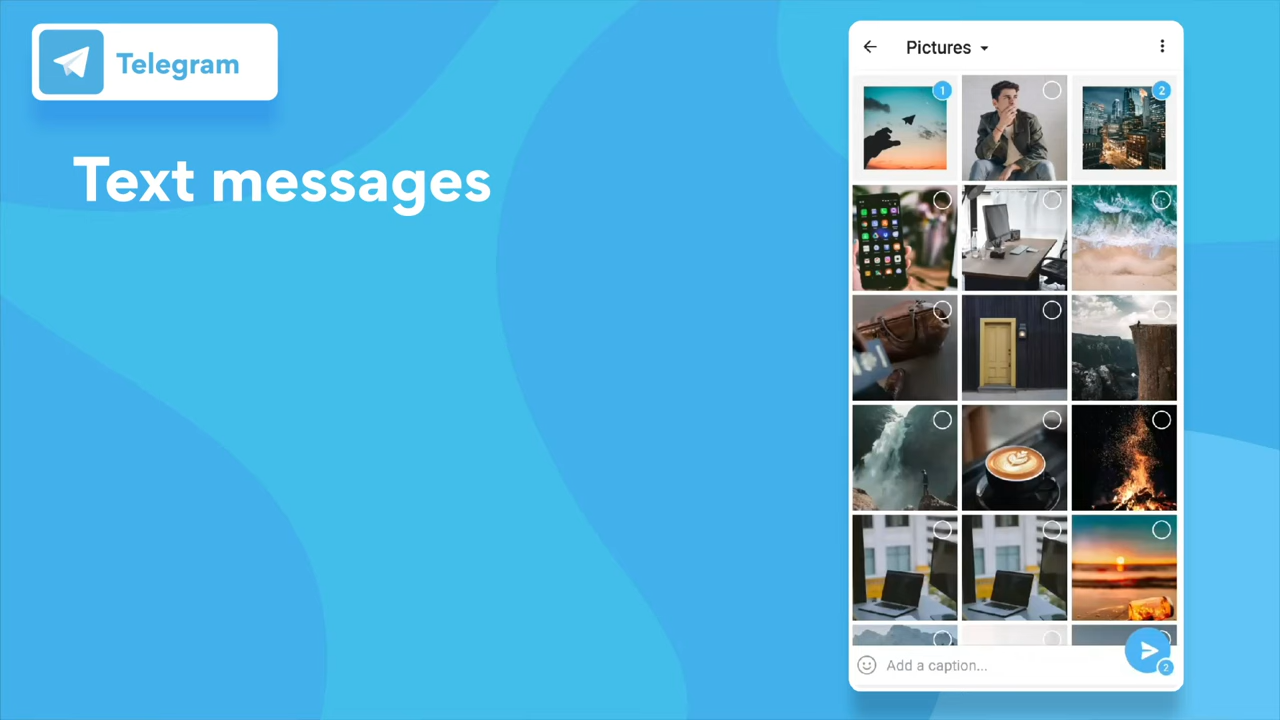 Telegram
Text messages
Pictures
1
2
Add a caption...
2